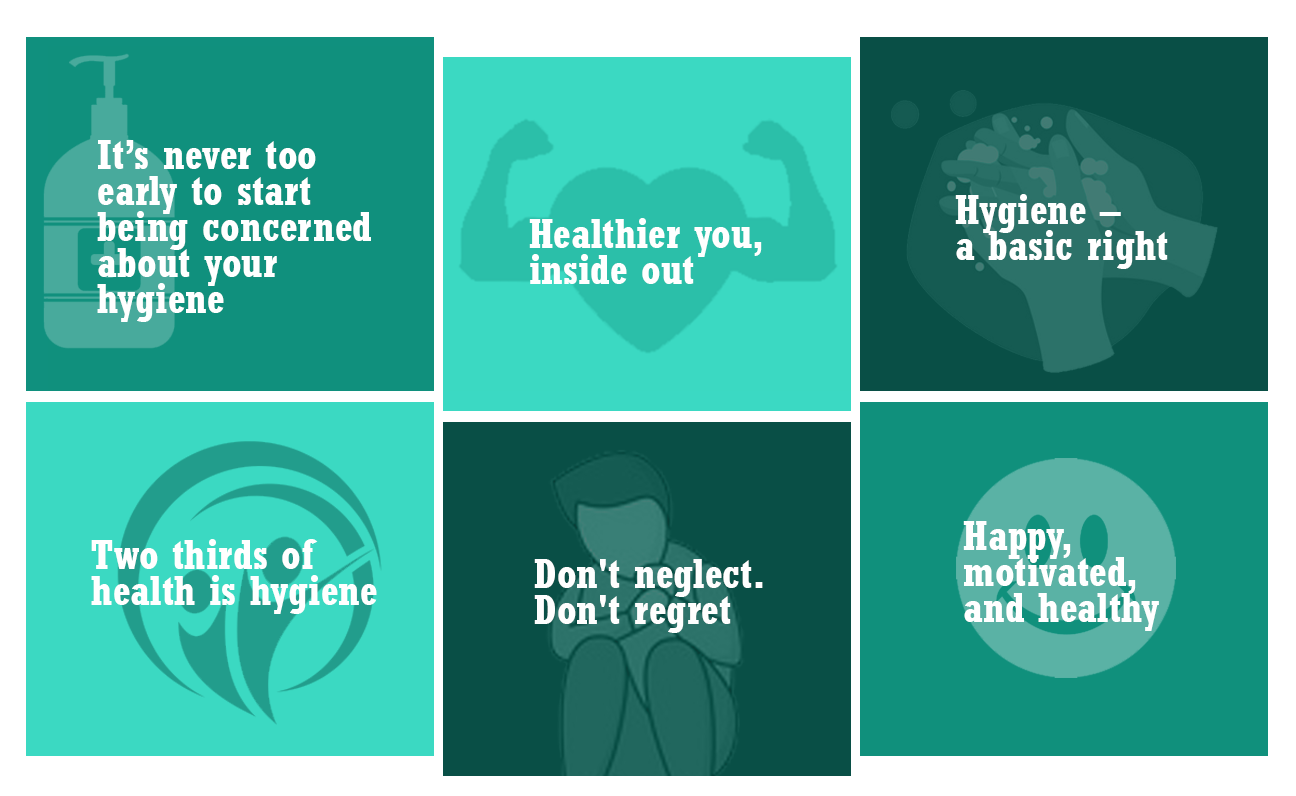 It’s never too
early to start
being concerned
about your
hygiene
Healthier you,
inside out
Hygiene –
a basic right
Two thirds of
health is hygiene
Don't neglect.
Don't regret
Happy,
motivated,
and healthy